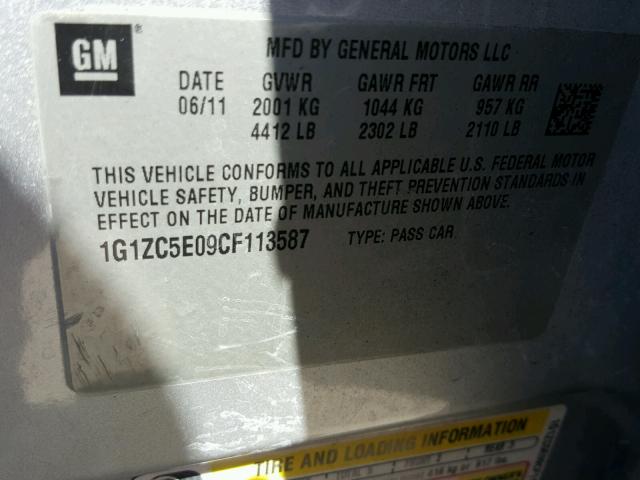 GM ®
MFD BY GENERAL MOTORS LLC
DATE GVWR GAWR FRT GAWR RR
06/11 2001 KG 1044 KG 957 KG
4412 LB 2302 LB 2110 LB
THIS VEHICLE CONFORMS TO ALL APPLICABLE U.S. FEDERAL MOTOR
VEHICLE SAFETY, BUMPER, AND THEFT PREVENTION STANDARDS IN
EFFECT ON THE DATE OF MANUFACTURE SHOWN ABOVE.
1G1ZC5E09CF113587 TYPE: PASS CAR
TIRE AND LOADING INFORMATION